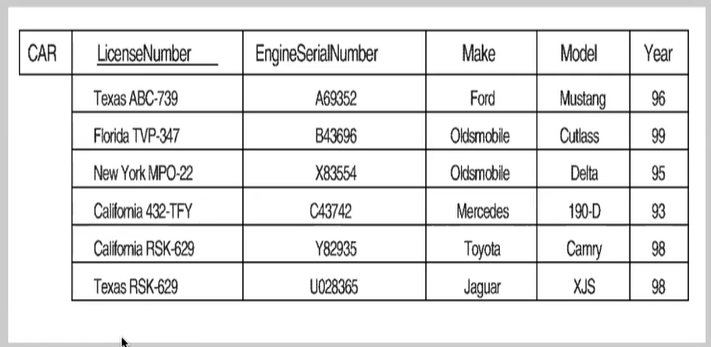 CAR LicenseNumber EngineSerialNumber Make Model Year
Texas ABC-739 A69352 Ford Mustang 96
Florida TVP-347 B43696 Oldsmobile Cutlass 99
New York MPO-22 X83554 Oldsmobile Delta 95
California 432-TFY C43742 Mercedes 190-D 93
California RSK-629 Y82935 Toyota Camry 98
Texas RSK-629 U028365 Jaguar XJS 98